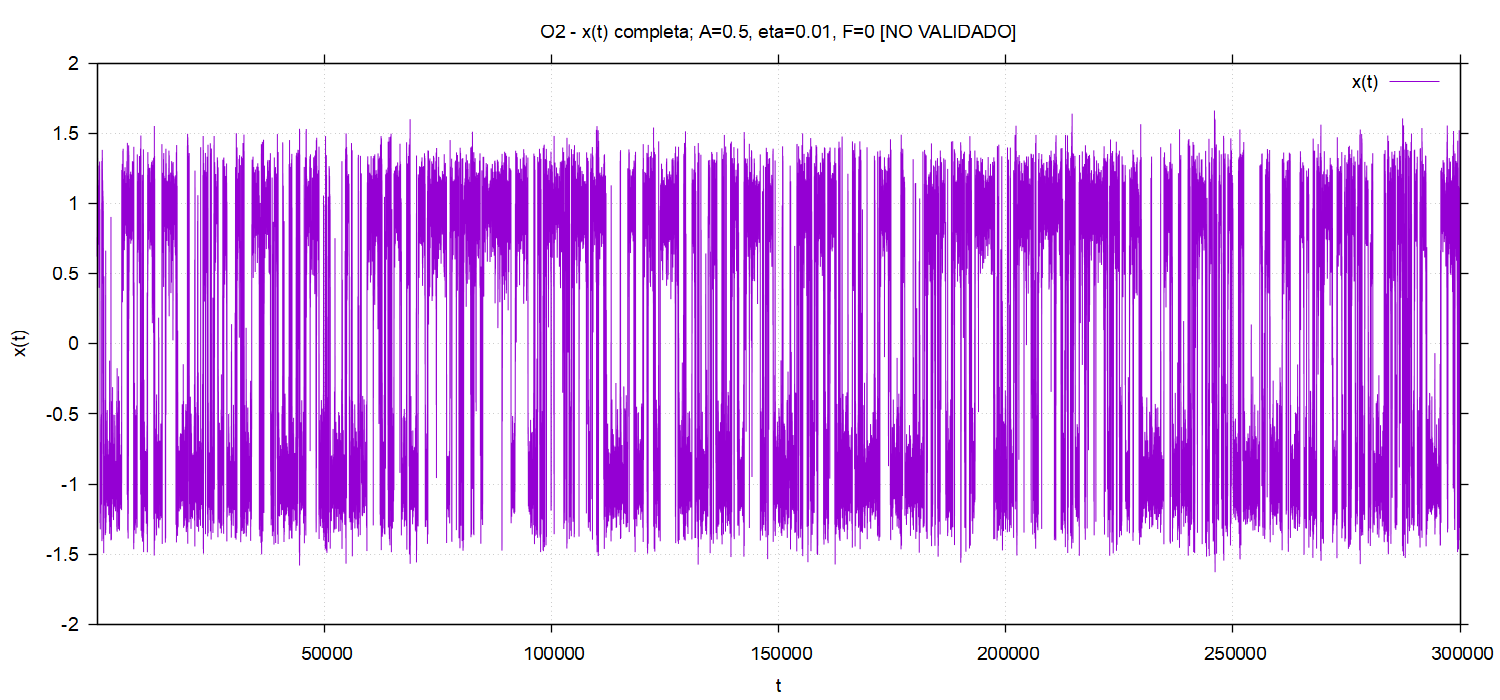 O2 - x(t) completa; A=0.5, eta=0.01, F=0 [NO VALIDADO]
x(t)
2
1.5
1
0.5
0
-0.5
-1
-1.5
-2
x(t)
50000 100000 150000 200000 250000 300000
t